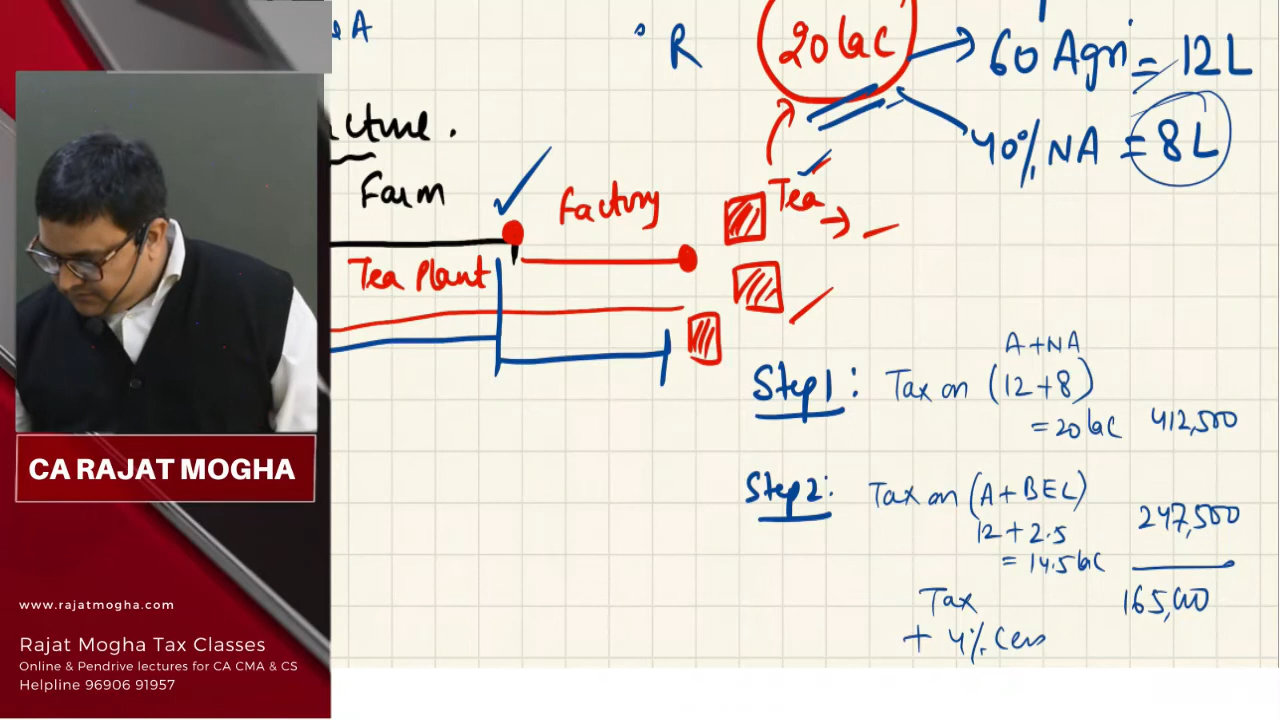 A
R
20 lac
60 Agri = 12L
40% NA = 8L
cture.
Farm
Factory
Tea
Tea Plant
A+NA
Step1: Tax on (12+8)
= 20 lac 412,500
Step2: Tax on (A+BEL)
12+2.5
247,500
= 14.5 lac
Tax 165,000
+ 4% Cess
CA RAJAT MOGHA
www.rajatmogha.com
Rajat Mogha Tax Classes
Online & Pendrive lectures for CA CMA & CS
Helpline 96906 91957